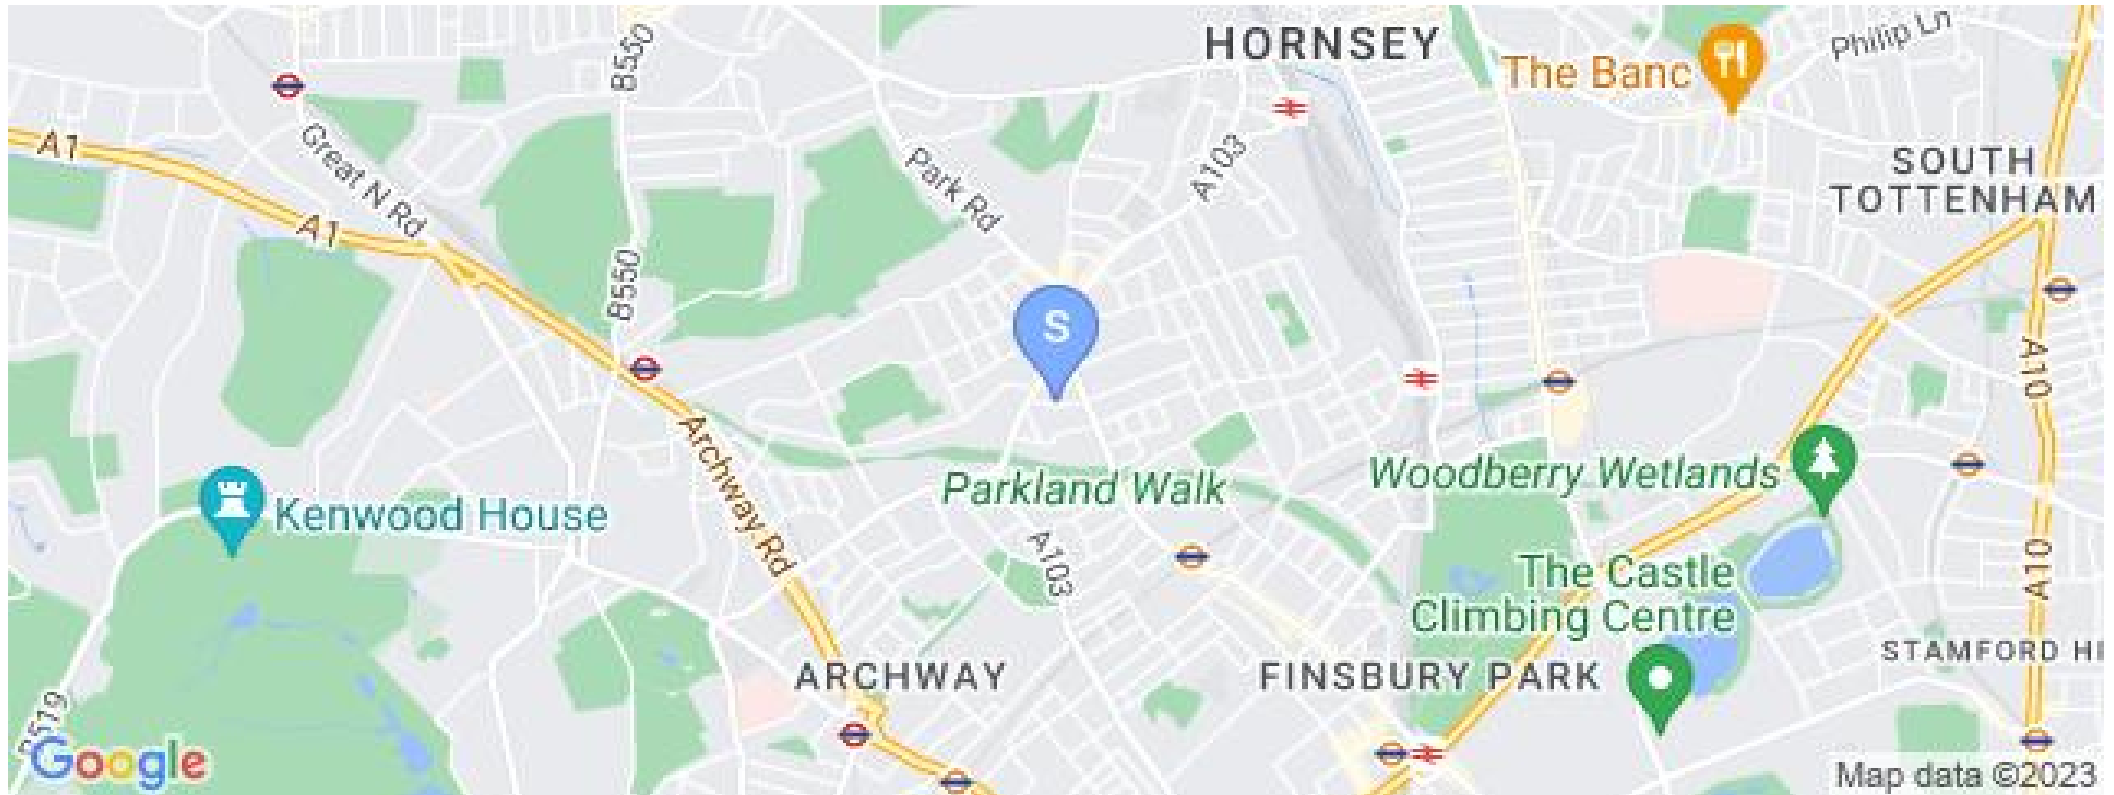 HORNSEY
B550
The Banc
Philip Ln
A1
Great N Rd
Park Rd
A103
SOUTH
TOTTENHAM
A1
B550
S
A10
Archway Rd
Parkland Walk
Woodberry Wetlands
Kenwood House
A103
The Castle
Climbing Centre
A10
ARCHWAY
FINSBURY PARK
STAMFORD HI
B519
Google
Map data ©2023